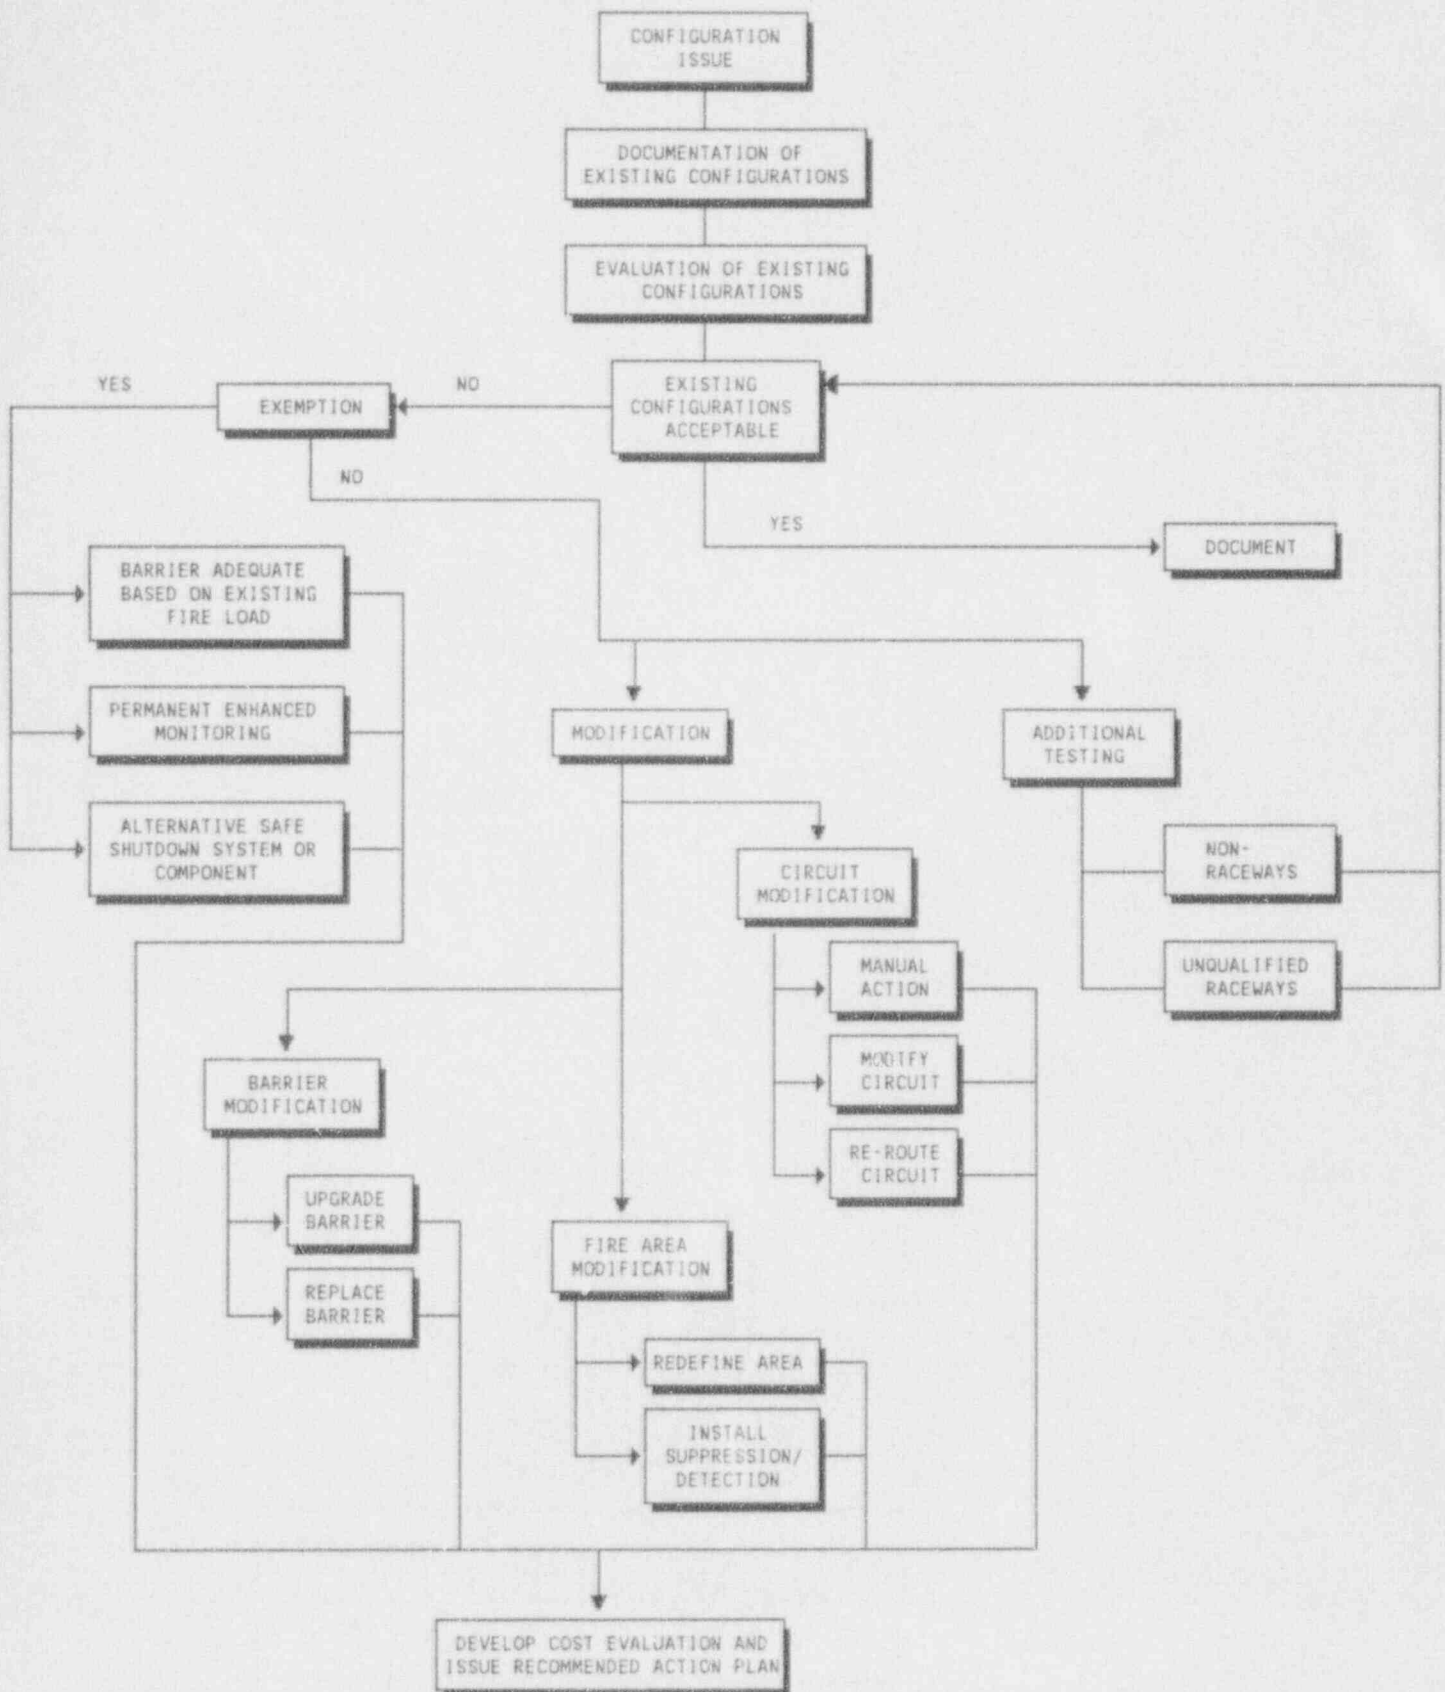 CONFIGURATION
ISSUE
DOCUMENTATION OF
EXISTING CONFIGURATIONS
EVALUATION OF EXISTING
CONFIGURATIONS
EXISTING
CONFIGURATIONS
ACCEPTABLE
NO
EXEMPTION
YES
NO
YES
DOCUMENT
BARRIER ADEQUATE
BASED ON EXISTING
FIRE LOAD
PERMANENT ENHANCED
MONITORING
ALTERNATIVE SAFE
SHUTDOWN SYSTEM OR
COMPONENT
MODIFICATION
ADDITIONAL
TESTING
NON-
RACEWAYS
UNQUALIFIED
RACEWAYS
CIRCUIT
MODIFICATION
MANUAL
ACTION
MODIFY
CIRCUIT
RE-ROUTE
CIRCUIT
BARRIER
MODIFICATION
UPGRADE
BARRIER
REPLACE
BARRIER
FIRE AREA
MODIFICATION
REDEFINE AREA
INSTALL
SUPPRESSION/
DETECTION
DEVELOP COST EVALUATION AND
ISSUE RECOMMENDED ACTION PLAN